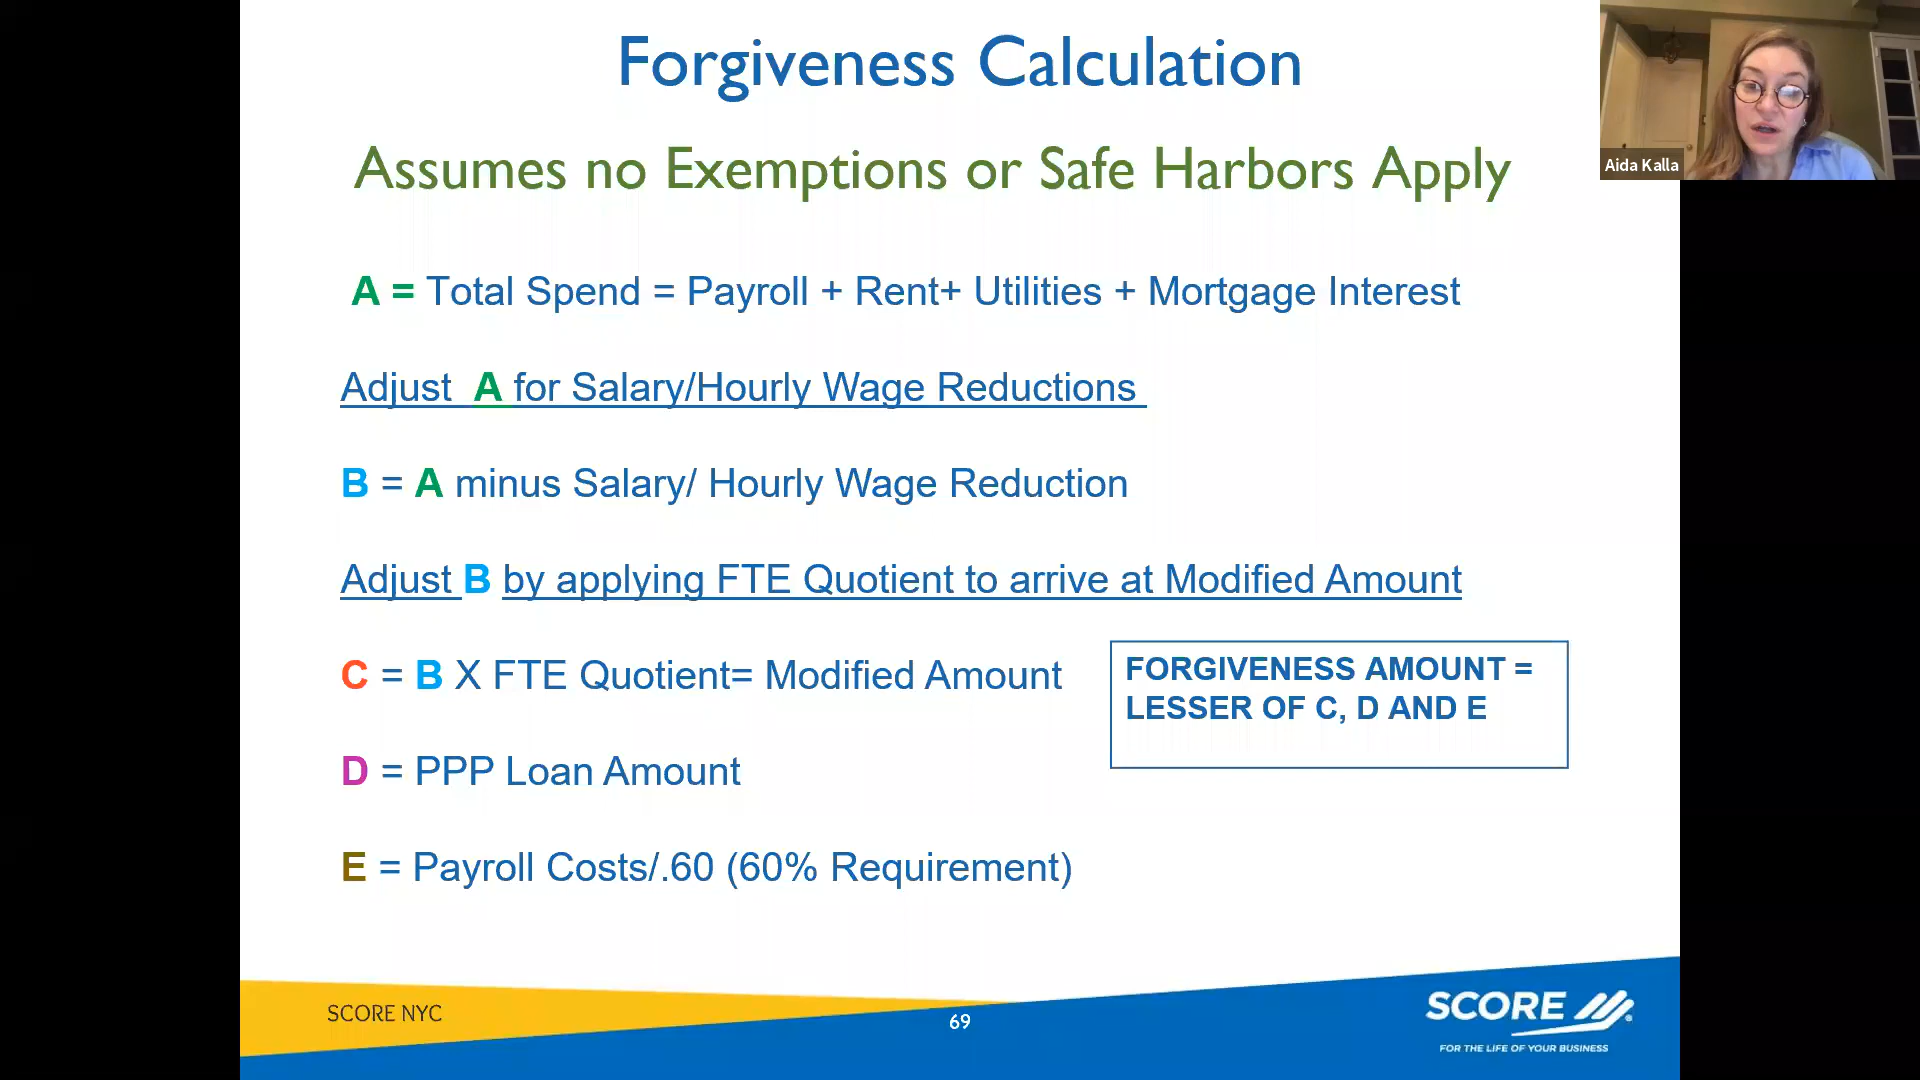 Forgiveness Calculation
Assumes no Exemptions or Safe Harbors Apply
Aida Kalla
A = Total Spend = Payroll + Rent+ Utilities + Mortgage Interest
Adjust A for Salary/Hourly Wage Reductions
B = A minus Salary/ Hourly Wage Reduction
Adjust B by applying FTE Quotient to arrive at Modified Amount
C = B X FTE Quotient= Modified Amount
FORGIVENESS AMOUNT =
LESSER OF C, D AND E
D = PPP Loan Amount
E = Payroll Costs/.60 (60% Requirement)
SCORE NYC
69
SCORE
FOR THE LIFE OF YOUR BUSINESS